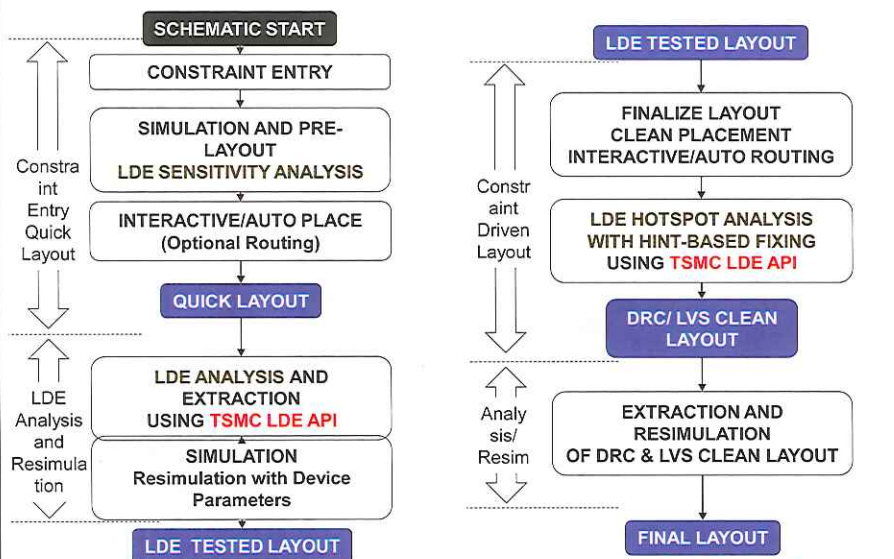 SCHEMATIC START
CONSTRAINT ENTRY
SIMULATION AND PRE-
LAYOUT
LDE SENSITIVITY ANALYSIS
INTERACTIVE/AUTO PLACE
(Optional Routing)
Constra
int
Entry
Quick
Layout
QUICK LAYOUT
LDE ANALYSIS AND
EXTRACTION
USING TSMC LDE API
SIMULATION
Resimulation with Device
Parameters
LDE
Analysis
and
Resimula
tion
LDE TESTED LAYOUT
LDE TESTED LAYOUT
FINALIZE LAYOUT
CLEAN PLACEMENT
INTERACTIVE/AUTO ROUTING
LDE HOTSPOT ANALYSIS
WITH HINT-BASED FIXING
USING TSMC LDE API
Constr
aint
Driven
Layout
DRC/ LVS CLEAN
LAYOUT
EXTRACTION AND
RESIMULATION
OF DRC & LVS CLEAN LAYOUT
Analy
sis/
Resim
FINAL LAYOUT